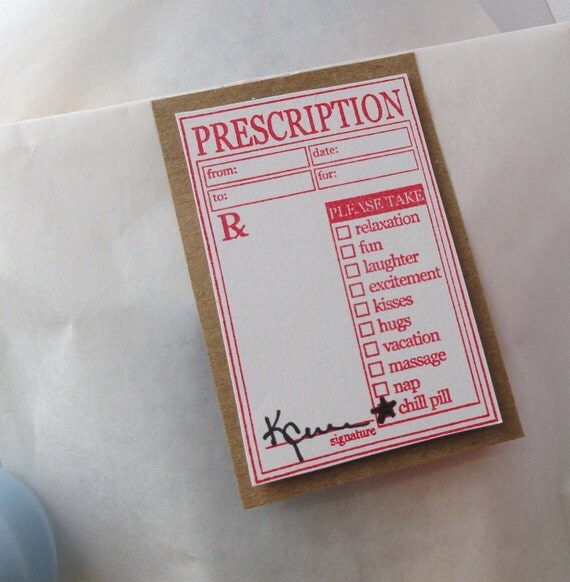 PRESCRIPTION
from: date:
to: for:
Rx
PLEASE TAKE
relaxation
fun
laughter
excitement
kisses
hugs
vacation
massage
nap
chill pill
signature